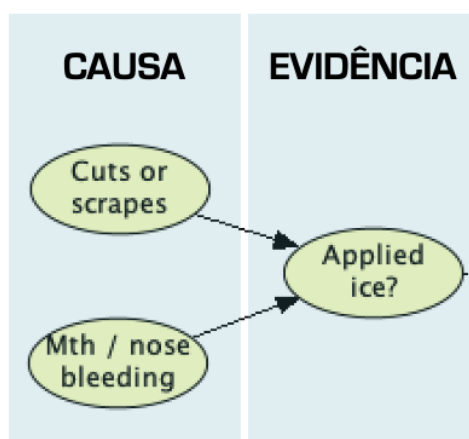 CAUSA
EVIDÊNCIA
Cuts or
scrapes
Applied
ice?
Mth / nose
bleeding